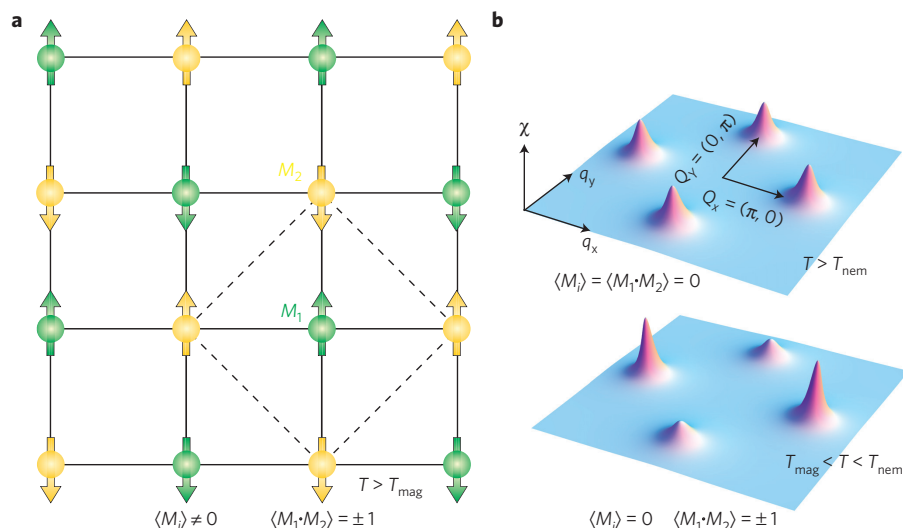 a
M₂
M₁
T > Tmag
⟨Mᵢ⟩ ≠ 0 ⟨M₁·M₂⟩ = ± 1
b
χ
qy
qx
QY = (0, π)
Qx = (π, 0)
T > Tnem
⟨Mᵢ⟩ = ⟨M₁·M₂⟩ = 0
Tmag < T < Tnem
⟨Mᵢ⟩ = 0 ⟨M₁·M₂⟩ = ± 1